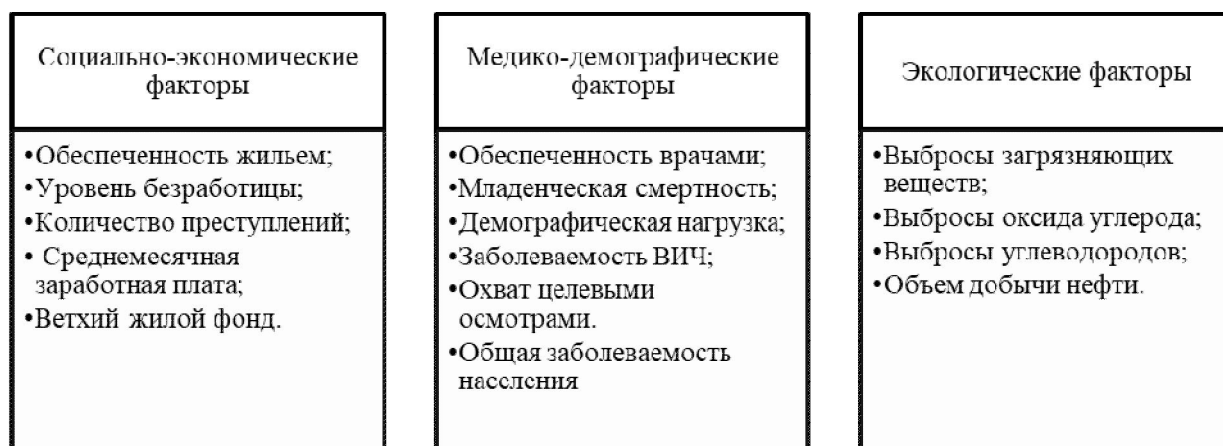 Социально-экономические
факторы
•Обеспеченность жильем;
•Уровень безработицы;
•Количество преступлений;
• Среднемесячная
заработная плата;
•Ветхий жилой фонд.
Медико-демографические
факторы
•Обеспеченность врачами;
•Младенческая смертность;
•Демографическая нагрузка;
•Заболеваемость ВИЧ;
•Охват целевыми
осмотрами.
•Общая заболеваемость
населения
Экологические факторы
•Выбросы загрязняющих
веществ;
•Выбросы оксида углерода;
•Выбросы углеводородов;
•Объем добычи нефти.